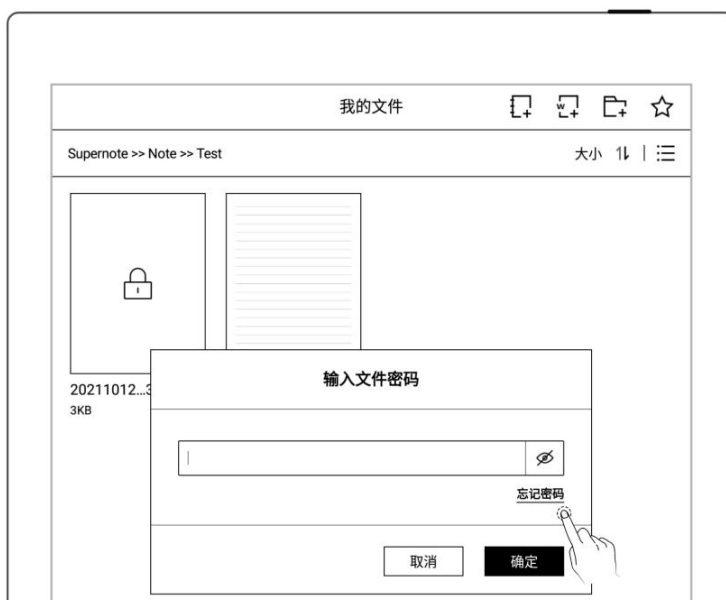 我的文件
Supernote >> Note >> Test
大小
输入文件密码
20211012...3
3KB
忘记密码
取消
确定